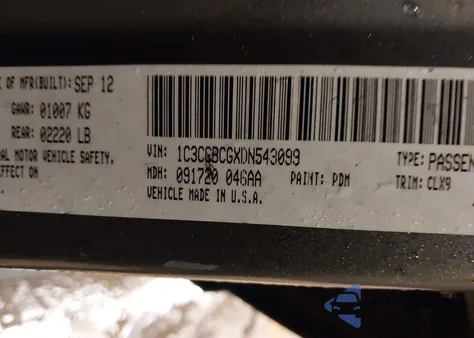 E OF MFR(BUILT): SEP 12
GAWR: 01007 KG
REAR: 02220 LB
AL MOTOR VEHICLE SAFETY,
EFFECT ON
VIN: 1C3CCBCGXDN543099
TYPE: PASSEN
MDH: 091720 046AA
PAINT: PDM
TRIM: CLX9
VEHICLE MADE IN U.S.A.